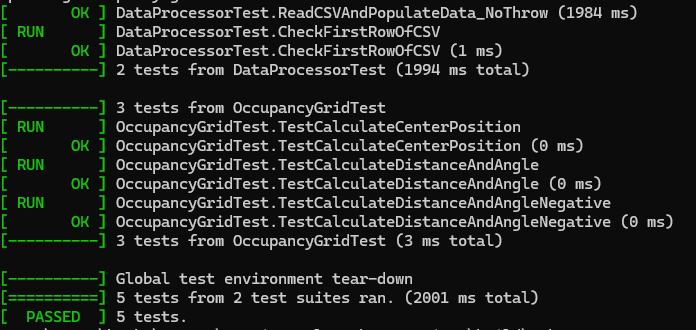 [       OK ] DataProcessorTest.ReadCSVAndPopulateData_NoThrow (1984 ms)
[ RUN      ] DataProcessorTest.CheckFirstRowOfCSV
[       OK ] DataProcessorTest.CheckFirstRowOfCSV (1 ms)
[----------] 2 tests from DataProcessorTest (1994 ms total)

[----------] 3 tests from OccupancyGridTest
[ RUN      ] OccupancyGridTest.TestCalculateCenterPosition
[       OK ] OccupancyGridTest.TestCalculateCenterPosition (0 ms)
[ RUN      ] OccupancyGridTest.TestCalculateDistanceAndAngle
[       OK ] OccupancyGridTest.TestCalculateDistanceAndAngle (0 ms)
[ RUN      ] OccupancyGridTest.TestCalculateDistanceAndAngleNegative
[       OK ] OccupancyGridTest.TestCalculateDistanceAndAngleNegative (0 ms)
[----------] 3 tests from OccupancyGridTest (3 ms total)

[----------] Global test environment tear-down
[==========] 5 tests from 2 test suites ran. (2001 ms total)
[  PASSED  ] 5 tests.